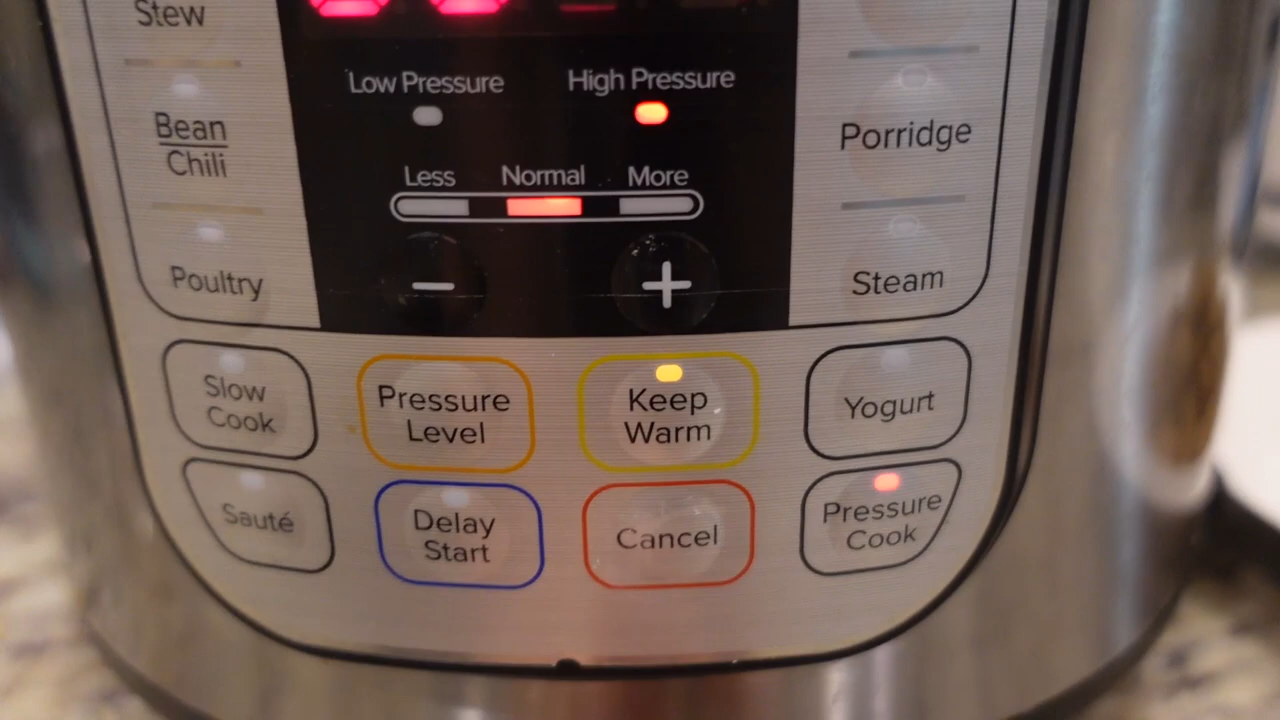 Stew
Low Pressure
High Pressure
Bean
Chili
Porridge
Less
Normal
More
Poultry
−
+
Steam
Slow
Cook
Pressure
Level
Keep
Warm
Yogurt
Sauté
Delay
Start
Cancel
Pressure
Cook